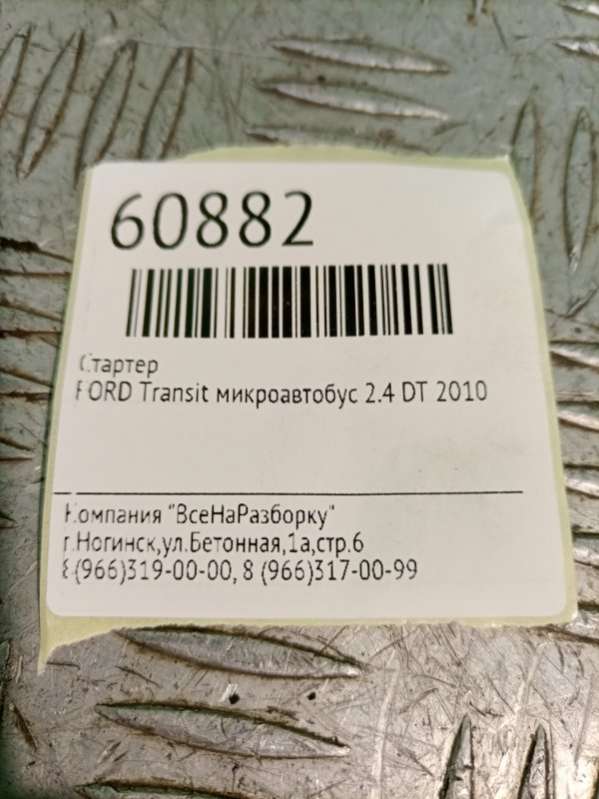 60882
Стартер
FORD Transit микроавтобус 2.4 DT 2010
Компания "ВсеНаРазборку"
г.Ногинск,ул.Бетонная,1а,стр.6
8 (966)319-00-00, 8 (966)317-00-99